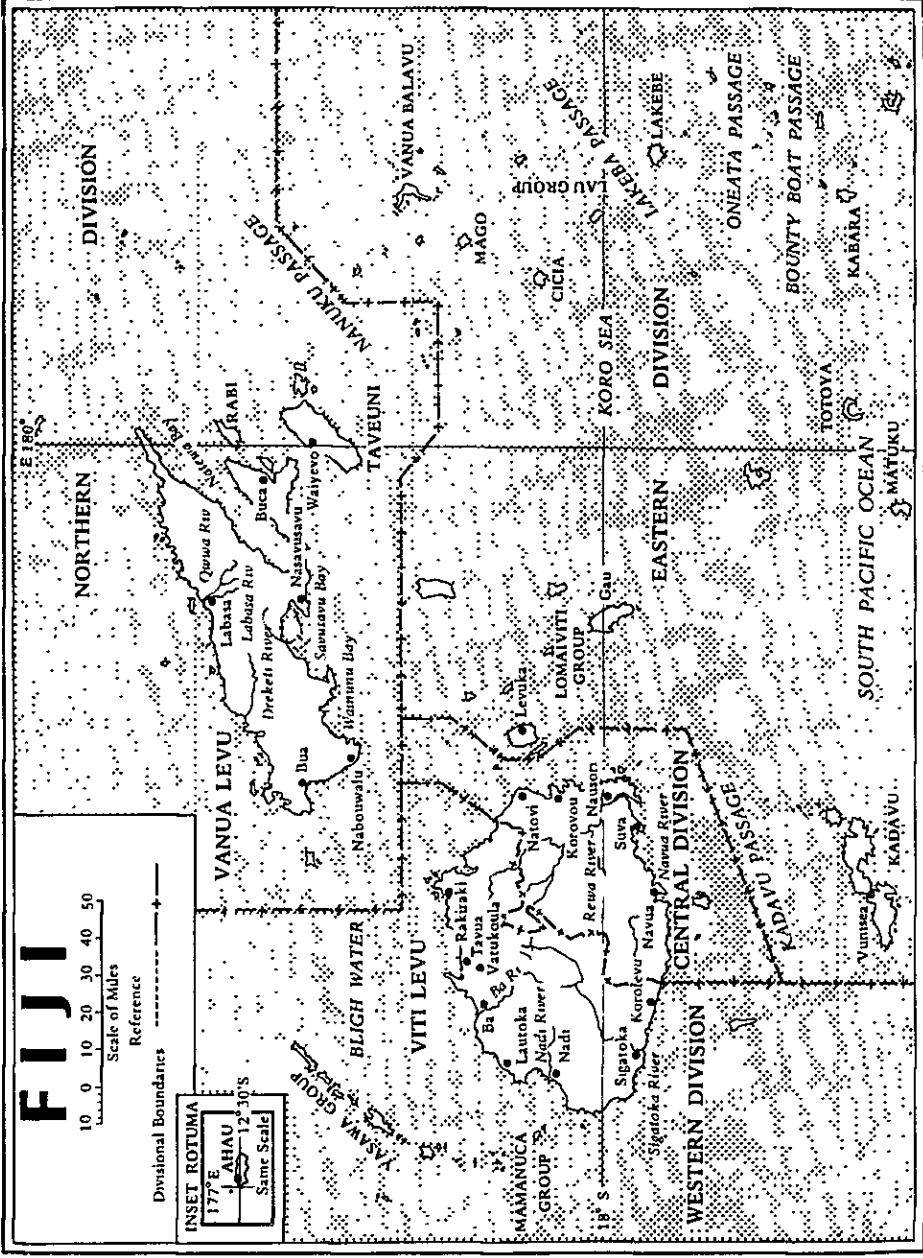 FIJI
10 0 10 20 30 40 50
Scale of Miles
Reference
Divisional Boundaries
INSET ROTUMA
177° E
AHAU
12°30'S
Same Scale
E 180°
NORTHERN
DIVISION
VANUA LEVU
Labasa
Qwwa Riv
Labasa Riv
Dreketi River
Natewa Bay
RABI
Buca
Waiyevo
TAVEUNI
Nasavusavu
Savusavu Bay
Wainunu Bay
Bua
Nabouwalu
NANUKU PASSAGE
VANUA BALAVU
MAGO
CICIA
LAU GROUP
LAKEBA PASSAGE
LAKEBE
ONEATA PASSAGE
BOUNTY BOAT PASSAGE
KABARA
KORO SEA
EASTERN
DIVISION
TOTOYA
MATUKU
SOUTH PACIFIC OCEAN
LOMAIVITI
GROUP
Gau
Levuka
YASAWA GROUP
BLIGH WATER
VITI LEVU
Rakiraki
Tavua
Vatukoula
Ba
Ba R.
Lautoka
Nadi River
Nadi
MAMANUCA
GROUP
18° S
Sigatoka
Sigatoka River
Korolevu
Navua
Navua River
Rewa River
Natovi
Korovou
Nausori
Suva
WESTERN DIVISION
CENTRAL DIVISION
KADAVU PASSAGE
Vunisea
KADAVU